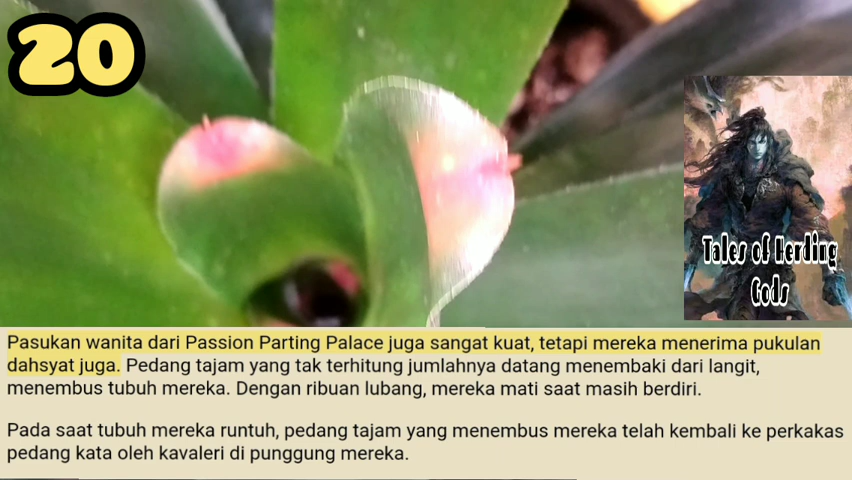 20
Tales of Herding
Gods
Pasukan wanita dari Passion Parting Palace juga sangat kuat, tetapi mereka menerima pukulan
dahsyat juga. Pedang tajam yang tak terhitung jumlahnya datang menembaki dari langit,
menembus tubuh mereka. Dengan ribuan lubang, mereka mati saat masih berdiri.
Pada saat tubuh mereka runtuh, pedang tajam yang menembus mereka telah kembali ke perkakas
pedang kata oleh kavaleri di punggung mereka.